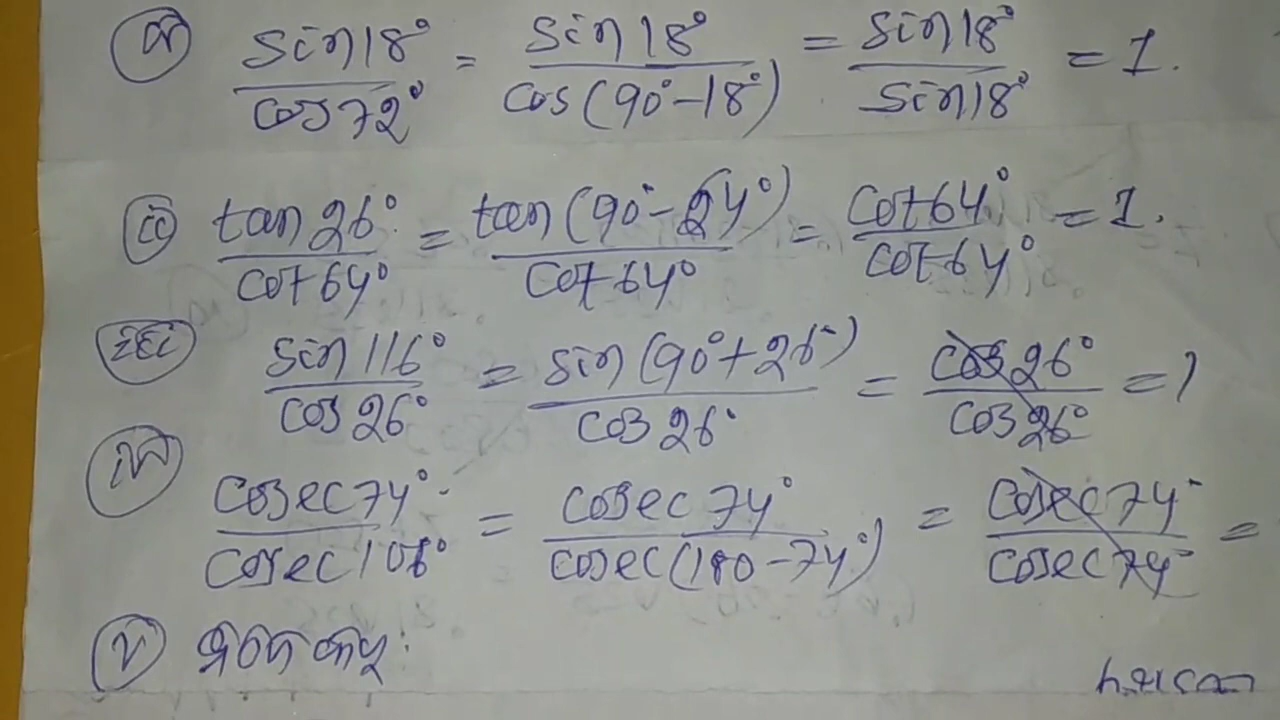 sin18° / cos72° = sin18° / cos(90°-18°) = sin18° / sin18° = 1.
(ii) tan26° / cot64° = tan(90°-24°) / cot64° = cot64° / cot64° = 1.
(iii) sin116° / cos26° = sin(90°+26°) / cos26° = cos26° / cos26° = 1
(iv) cosec74° / cosec106° = cosec74° / cosec(180-74°) = cosec74° / cosec74° =
(v)